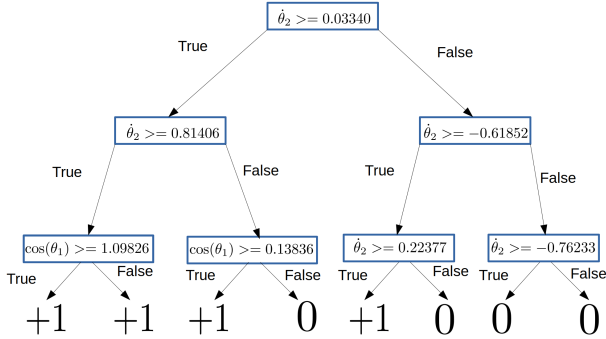 θ̇₂ >= 0.03340
True
False
θ̇₂ >= 0.81406
θ̇₂ >= −0.61852
True
False
True
False
cos(θ₁) >= 1.09826
cos(θ₁) >= 0.13836
θ̇₂ >= 0.22377
θ̇₂ >= −0.76233
True
False
True
False
True
False
True
False
+1
+1
+1
0
+1
0
0
0